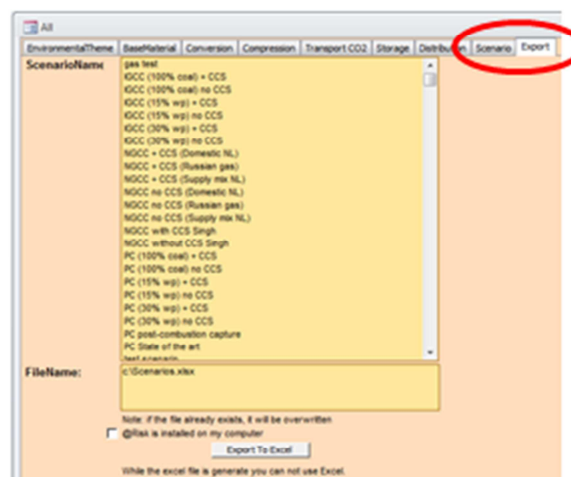 All
EnvironmentalTheme BaseMaterial Conversion Compression Transport CO2 Storage Distribution Scenario Export
ScenarioName
gas test
IGCC (100% coal) + CCS
IGCC (100% coal) no CCS
IGCC (15% wp) + CCS
IGCC (15% wp) no CCS
IGCC (30% wp) + CCS
IGCC (30% wp) no CCS
NGCC + CCS (Domestic NL)
NGCC + CCS (Russian gas)
NGCC + CCS (Supply mix NL)
NGCC no CCS (Domestic NL)
NGCC no CCS (Russian gas)
NGCC no CCS (Supply mix NL)
NGCC with CCS Singh
NGCC without CCS Singh
PC (100% coal) + CCS
PC (100% coal) no CCS
PC (15% wp) + CCS
PC (15% wp) no CCS
PC (30% wp) + CCS
PC (30% wp) no CCS
PC post-combustion capture
PC State of the art
test scenario
FileName:
c:\Scenarios.xlsx
Note: if the file already exists, it will be overwritten
@Risk is installed on my computer
Export To Excel
While the excel file is generate you can not use Excel.